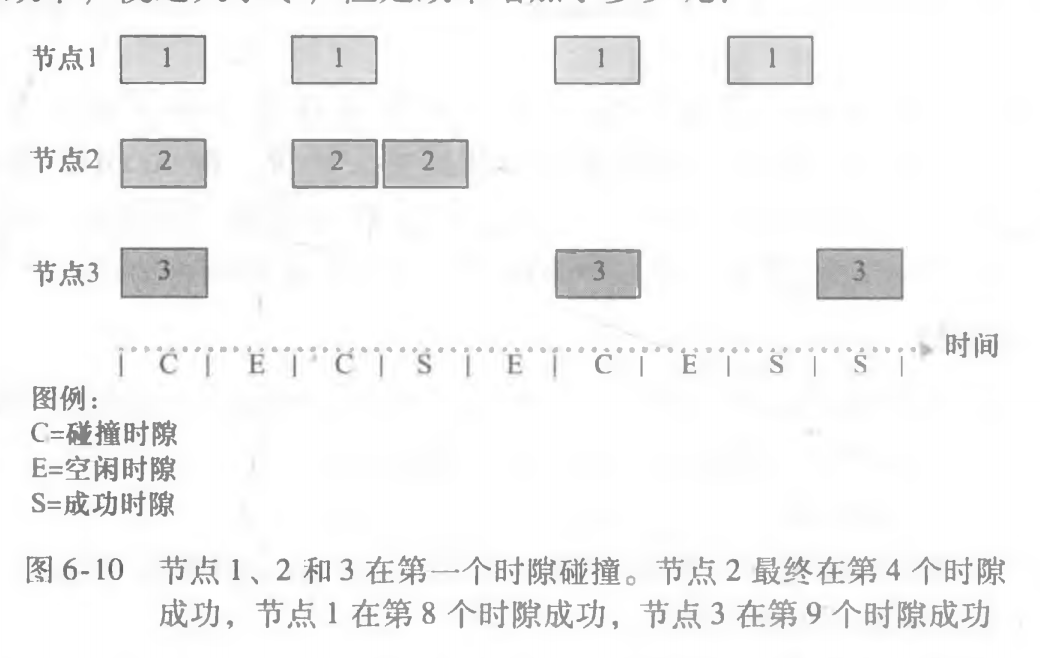 节点1 1 1 1 1
节点2 2 2 2
节点3 3 3 3
时间
| C | E | C | S | E | C | E | S | S |
图例:
C=碰撞时隙
E=空闲时隙
S=成功时隙
图 6-10 节点 1、2 和 3 在第一个时隙碰撞。节点 2 最终在第 4 个时隙
成功，节点 1 在第 8 个时隙成功，节点 3 在第 9 个时隙成功